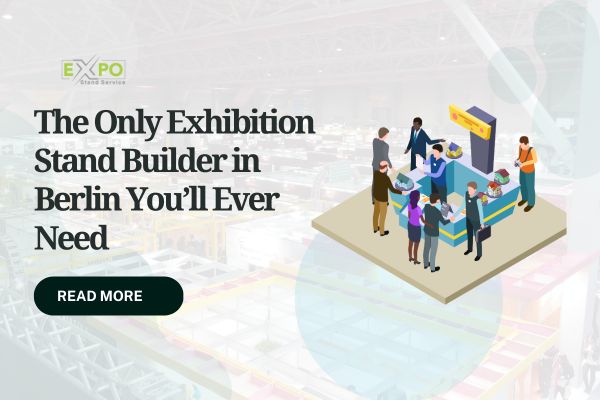 EXPO
Stand Service
The Only Exhibition
Stand Builder in
Berlin You’ll Ever
Need
READ MORE